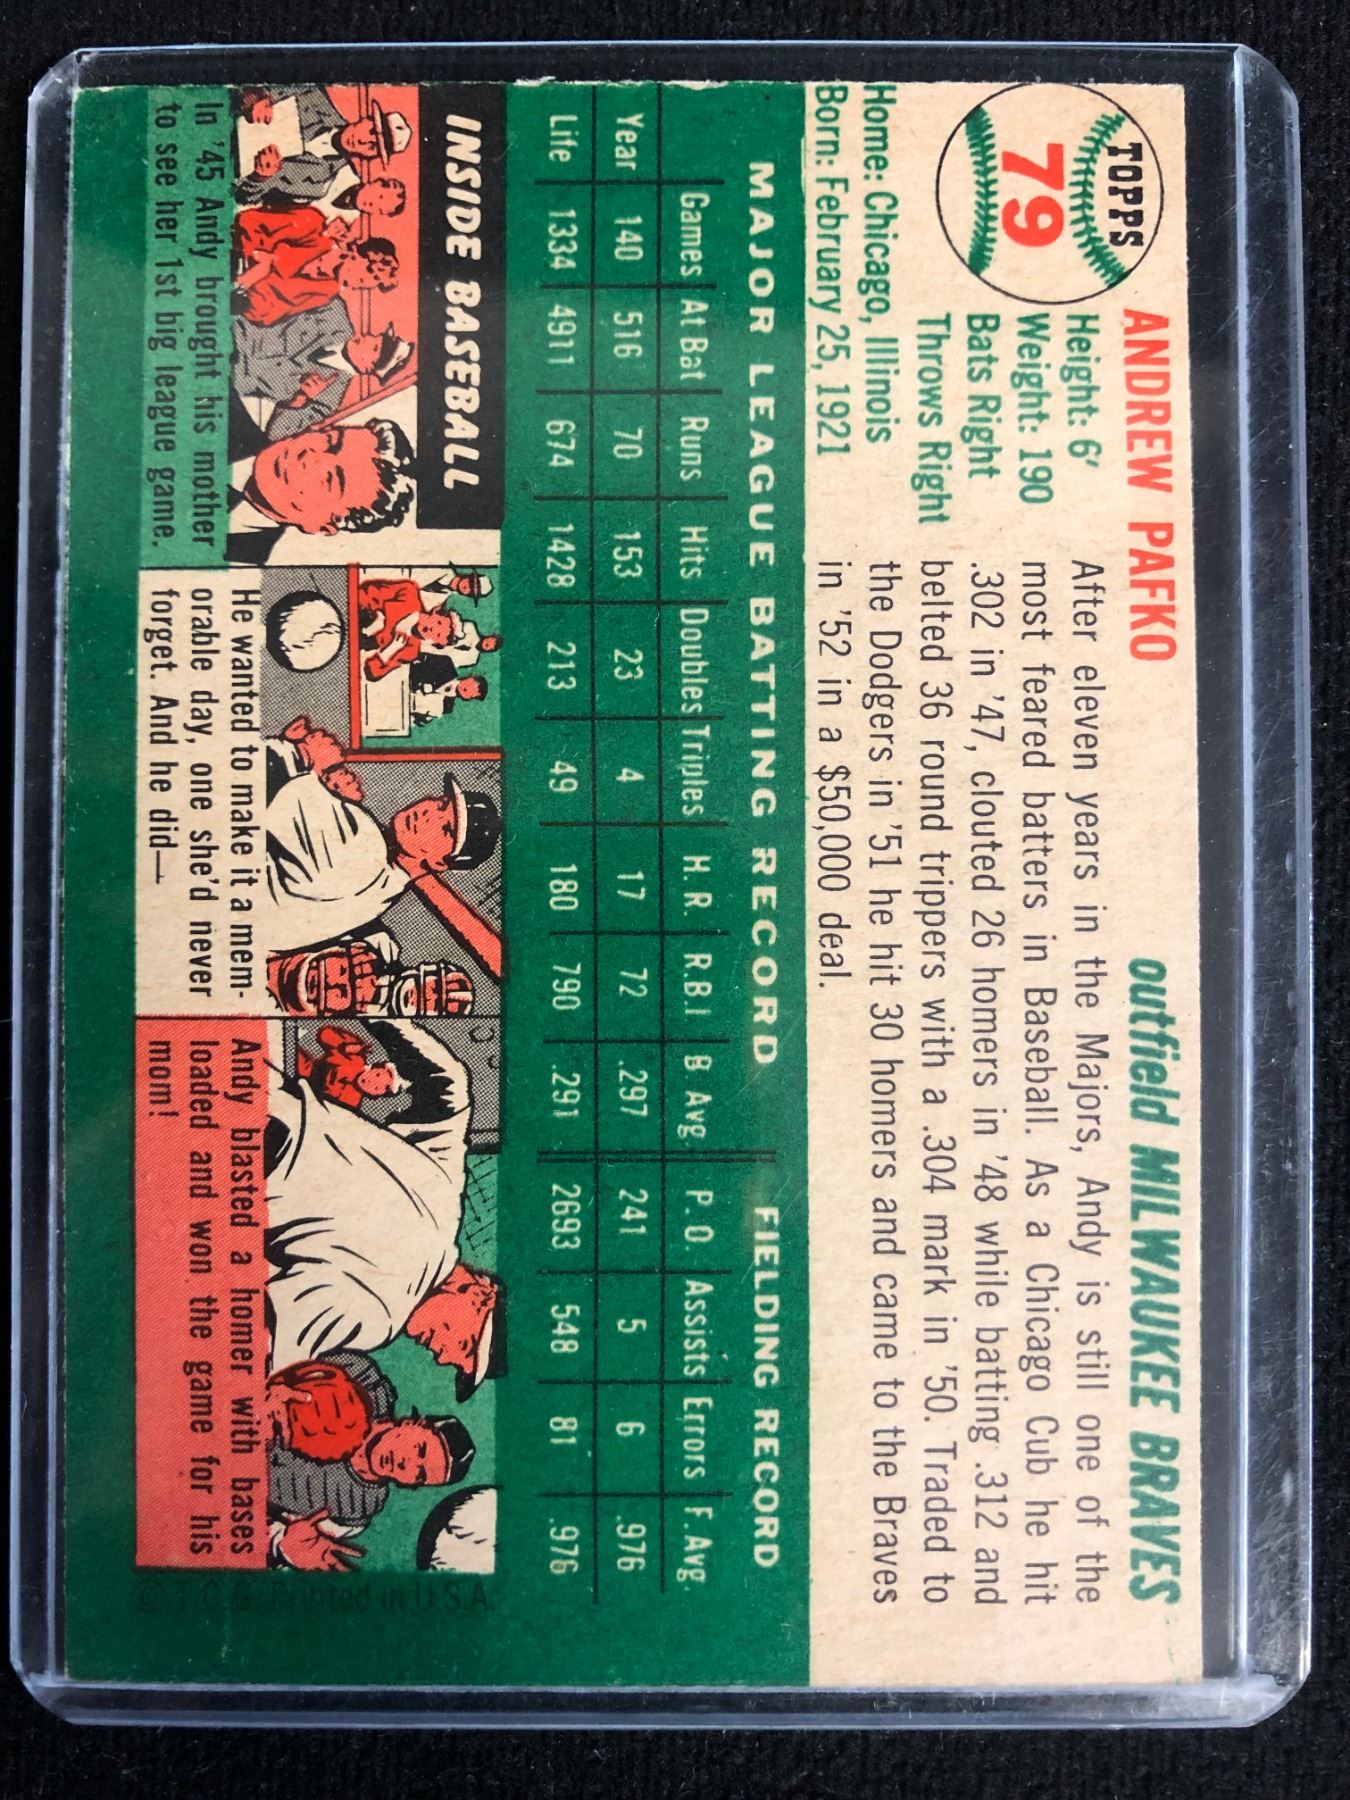 TOPPS
79
ANDREW PAFKO
outfield MILWAUKEE BRAVES
Height: 6'
Weight: 190
Bats Right
Throws Right
Home: Chicago, Illinois
Born: February 25, 1921
After eleven years in the Majors, Andy is still one of the
most feared batters in Baseball. As a Chicago Cub he hit
.302 in '47, clouted 26 homers in '48 while batting .312 and
belted 36 round trippers with a .304 mark in '50. Traded to
the Dodgers in '51 he hit 30 homers and came to the Braves
in '52 in a $50,000 deal.
MAJOR LEAGUE BATTING RECORD FIELDING RECORD
Games At Bat Runs Hits Doubles Triples H.R. R.B.I B Avg. P.O. Assists Errors F.Avg.
Year 140 516 70 153 23 4 17 72 .297 241 5 6 .976
Life 1334 4911 674 1428 213 49 180 790 .291 2693 548 81 .976
INSIDE BASEBALL
In '45 Andy brought his mother
to see her 1st big league game.
He wanted to make it a mem-
orable day, one she'd never
forget. And he did—
Andy blasted a homer with bases
loaded and won the game for his
mom!
© T.C.G. Printed in U.S.A.